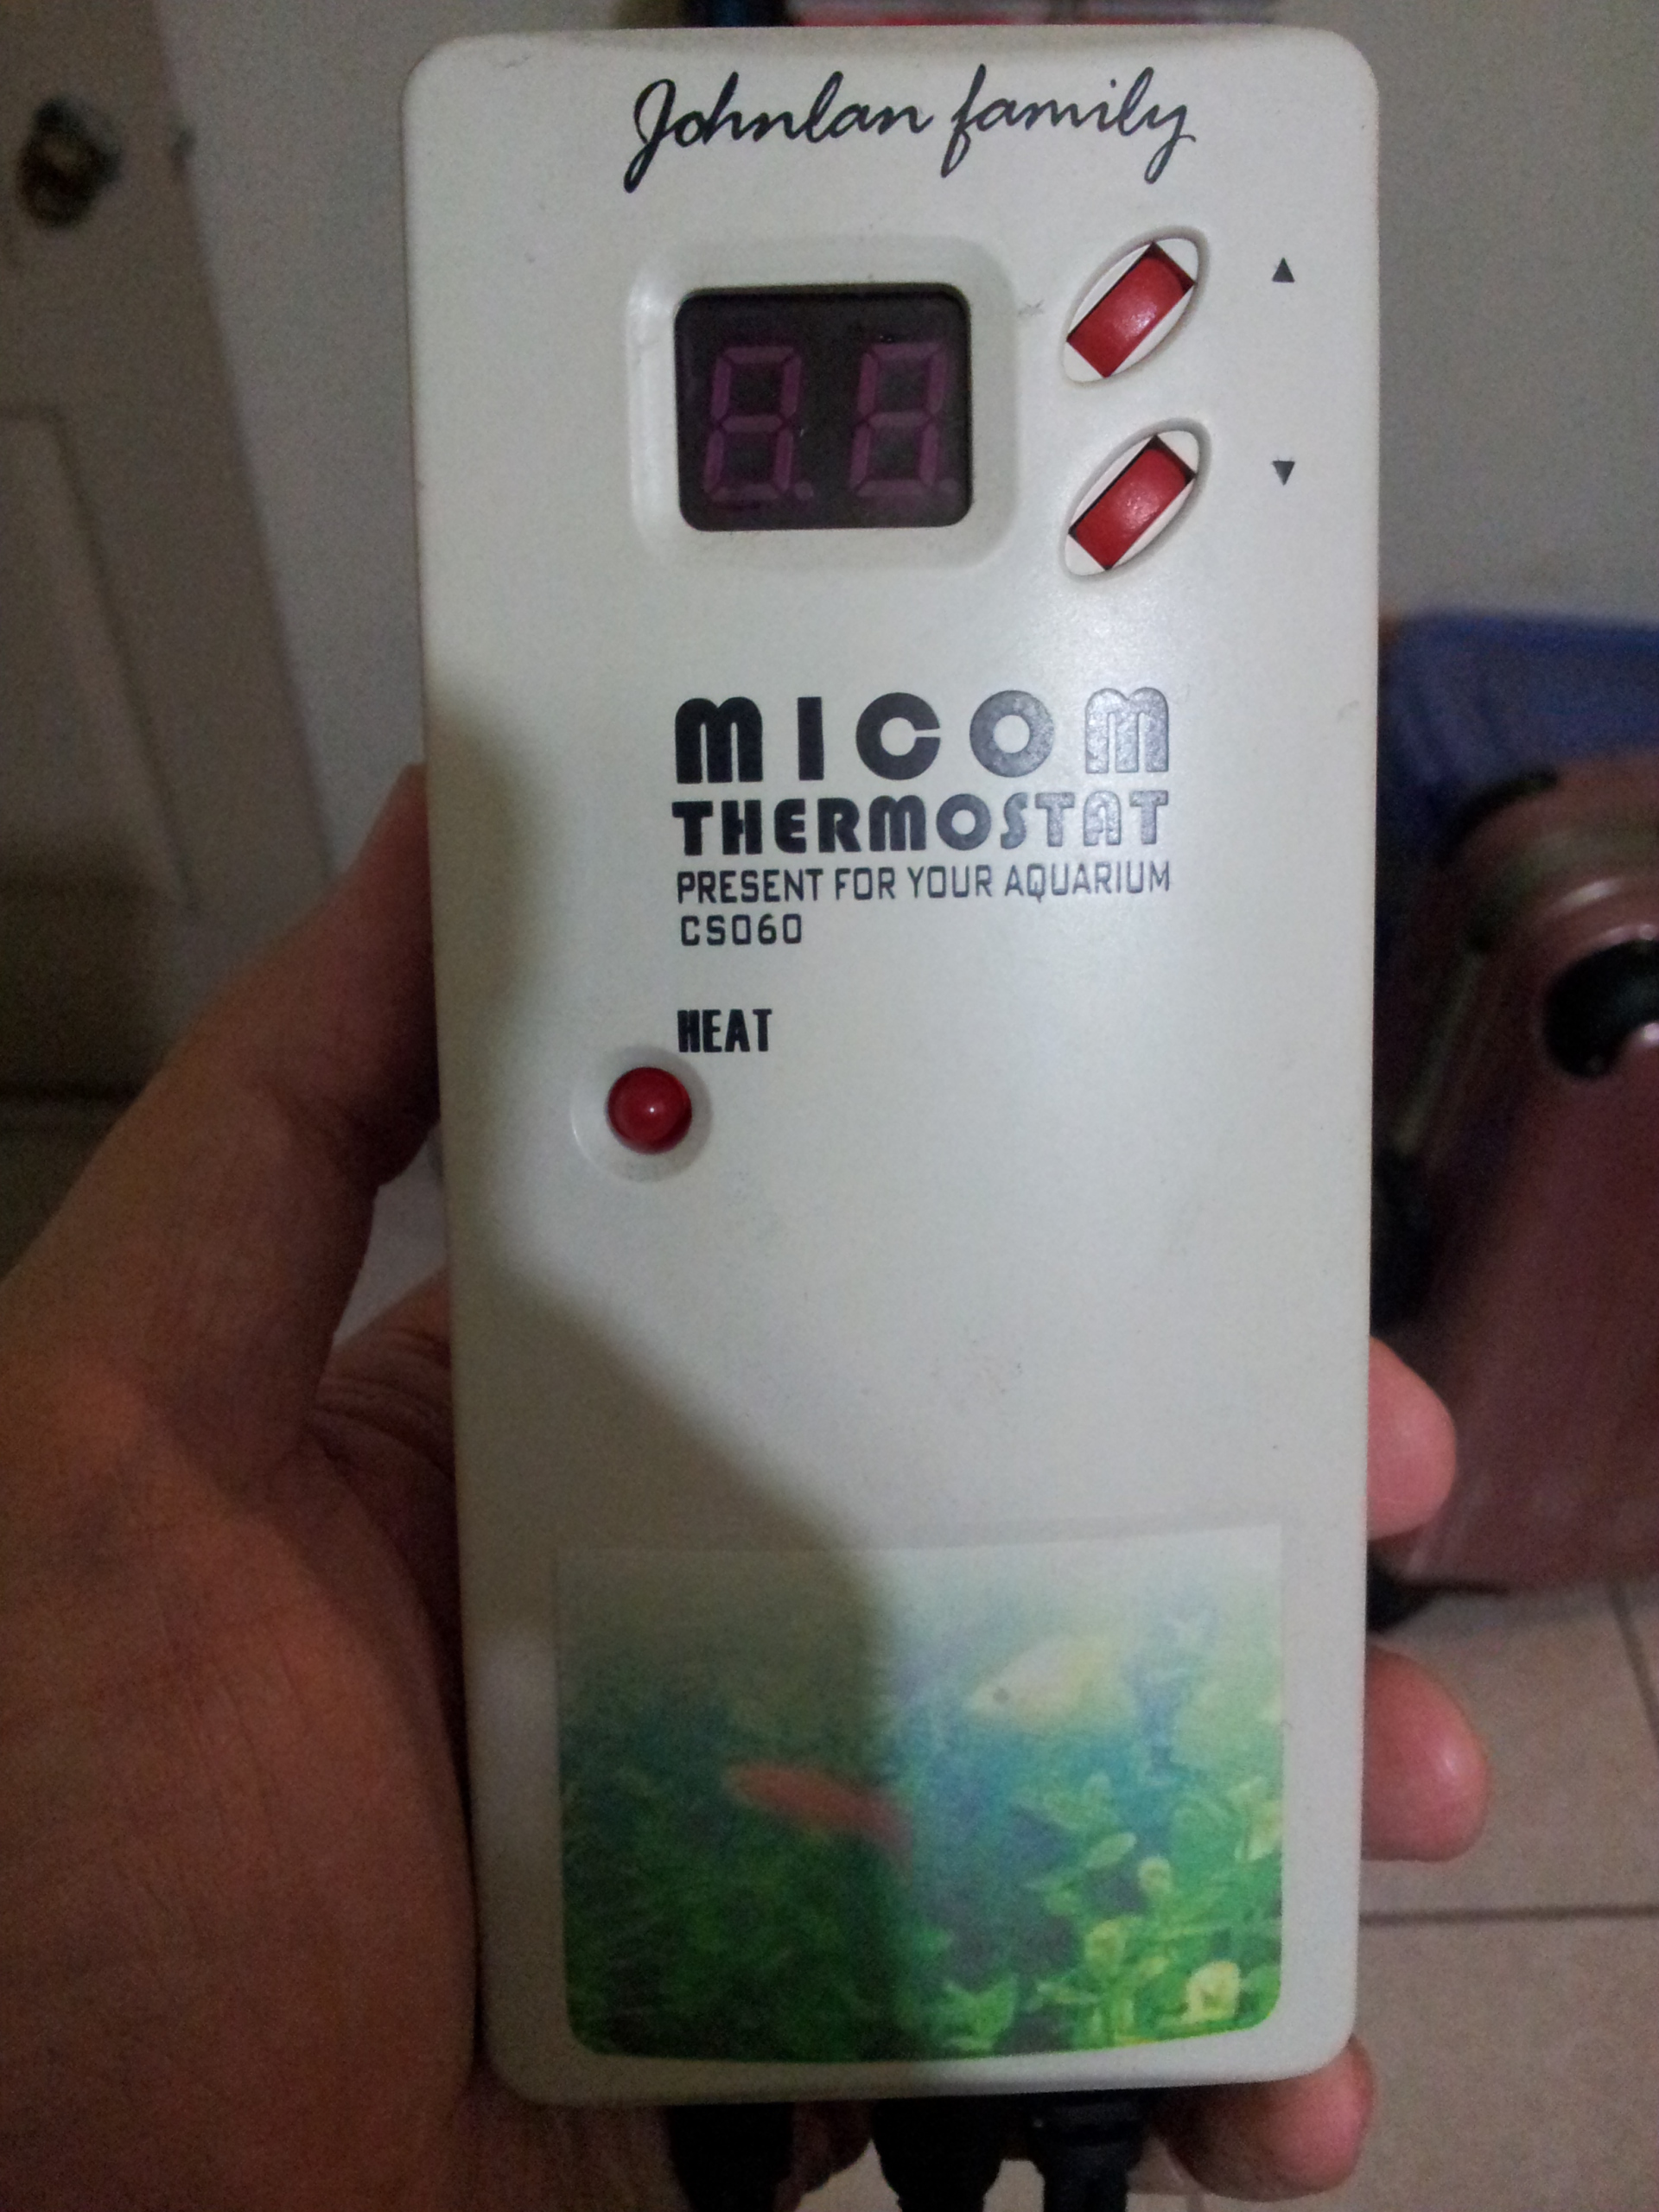 Johnlan family
▲
▼
MICOM
THERMOSTAT
PRESENT FOR YOUR AQUARIUM
CS060
HEAT